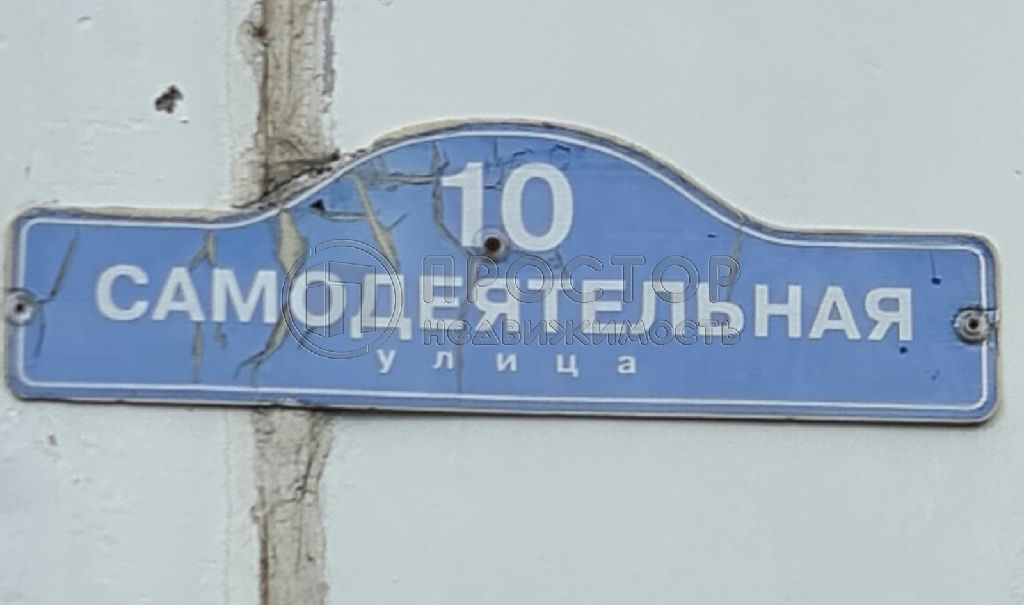 10
САМОДЕЯТЕЛЬНАЯ
улица
ПРОСТОР
НЕДВИЖИМОСТЬ